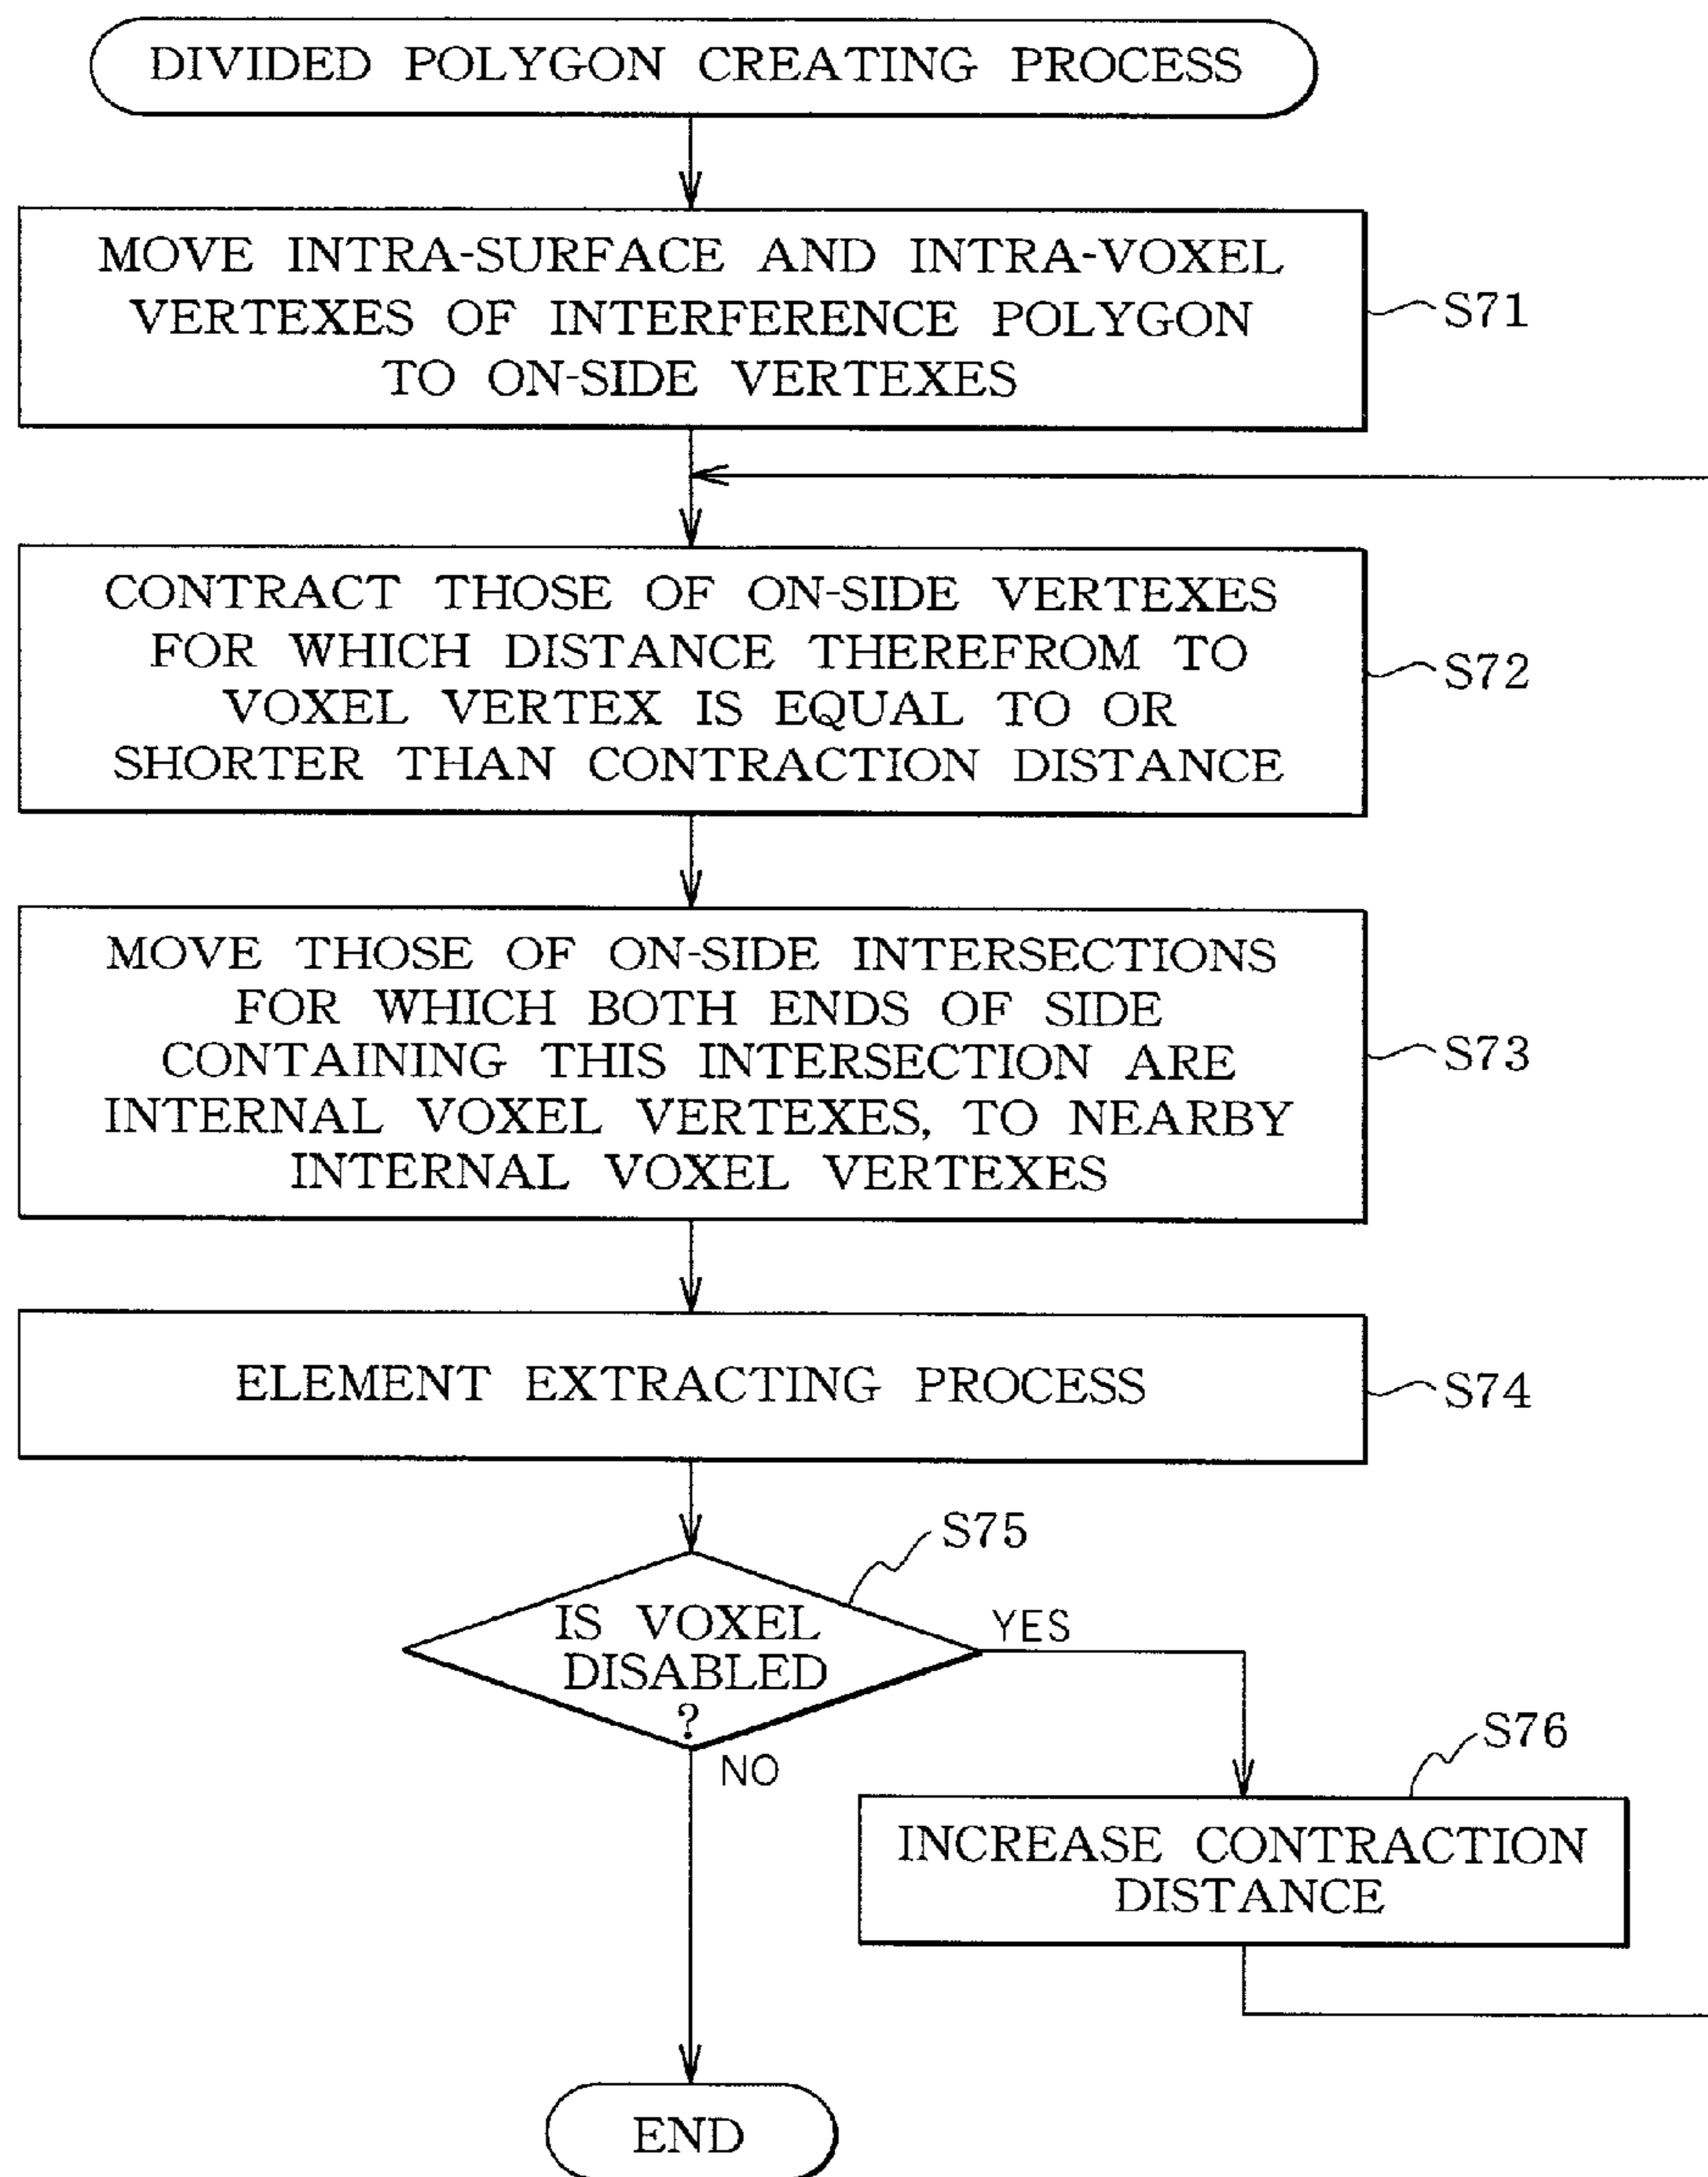 DIVIDED POLYGON CREATING PROCESS
MOVE INTRA-SURFACE AND INTRA-VOXEL
VERTEXES OF INTERFERENCE POLYGON
TO ON-SIDE VERTEXES
S71
CONTRACT THOSE OF ON-SIDE VERTEXES
FOR WHICH DISTANCE THEREFROM TO
VOXEL VERTEX IS EQUAL TO OR
SHORTER THAN CONTRACTION DISTANCE
S72
MOVE THOSE OF ON-SIDE INTERSECTIONS
FOR WHICH BOTH ENDS OF SIDE
CONTAINING THIS INTERSECTION ARE
INTERNAL VOXEL VERTEXES, TO NEARBY
INTERNAL VOXEL VERTEXES
S73
ELEMENT EXTRACTING PROCESS
S74
S75
IS VOXEL
DISABLED
?
YES
NO
S76
INCREASE CONTRACTION
DISTANCE
END